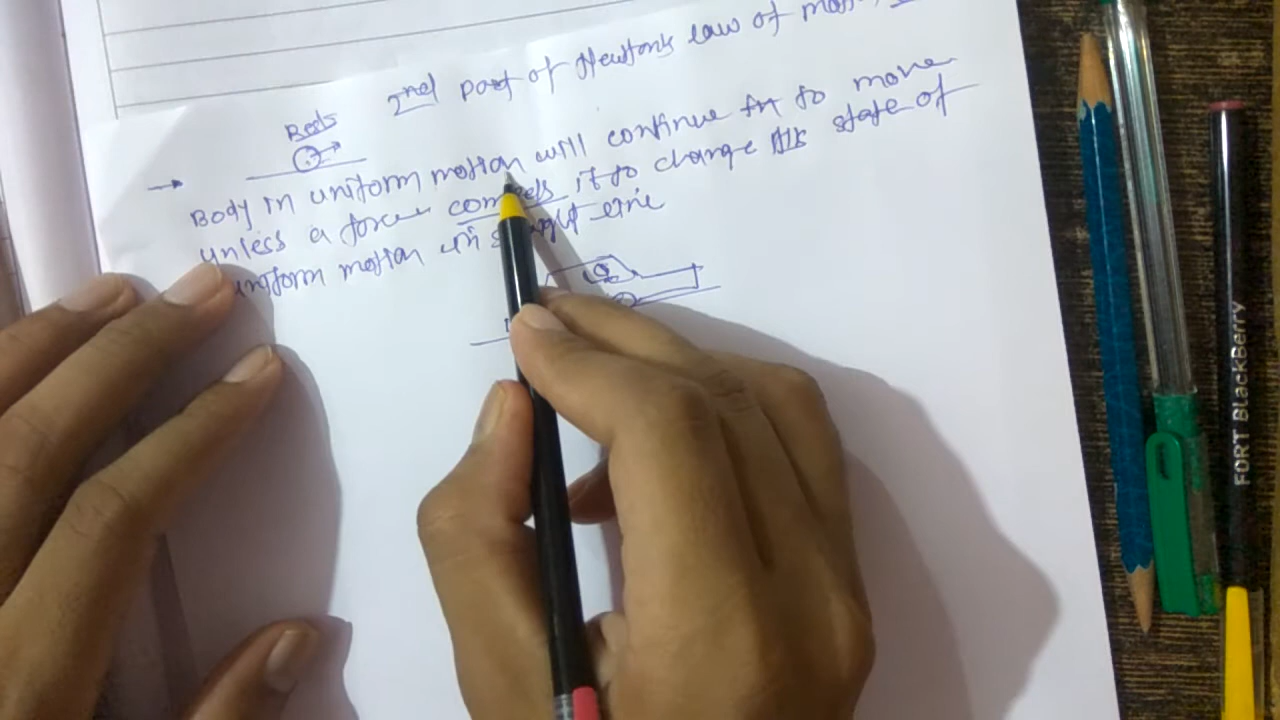 2nd part of Newton's law of
Body in uniform motion will continue to move
unless a force compels it to change its state of
uniform motion in straight line
FORT BLACKBERRY